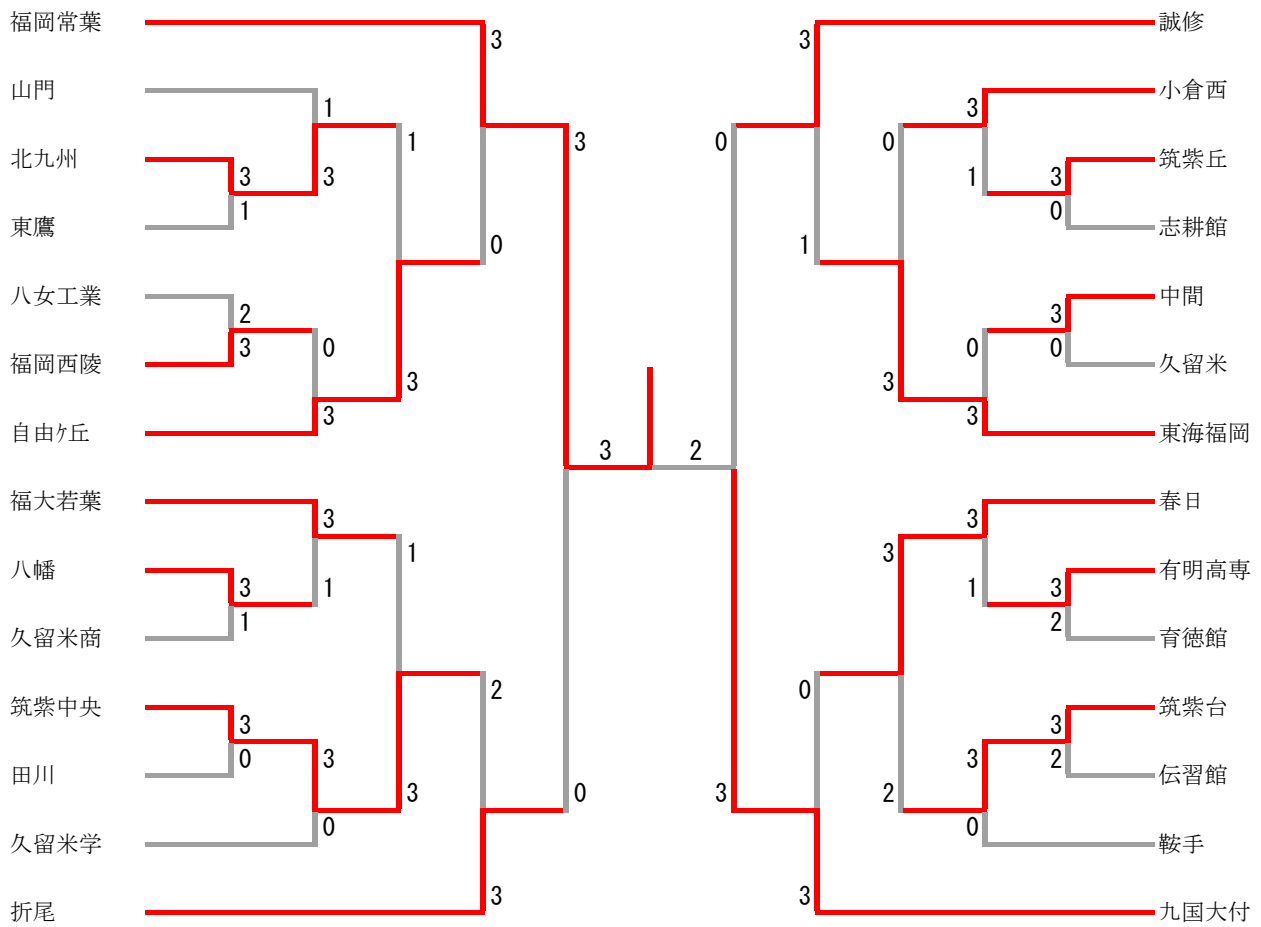 福岡常葉 3 3 誠修
山門 1 3 小倉西
1 3 0 0
北九州 3 3 1 3 筑紫丘
東鷹 1 0 志耕館
0 1
八女工業 2 3 中間
福岡西陵 3 0 0 0 久留米
3 3
自由ケ丘 3 3 東海福岡
3 2
福大若葉 3 3 春日
1 3
八幡 3 1 1 3 有明高専
久留米商 1 2 育徳館
2 0
筑紫中央 3 3 筑紫台
田川 0 3 3 2 伝習館
3 0 3 2
久留米学 0 0 鞍手
折尾 3 3 九国大付